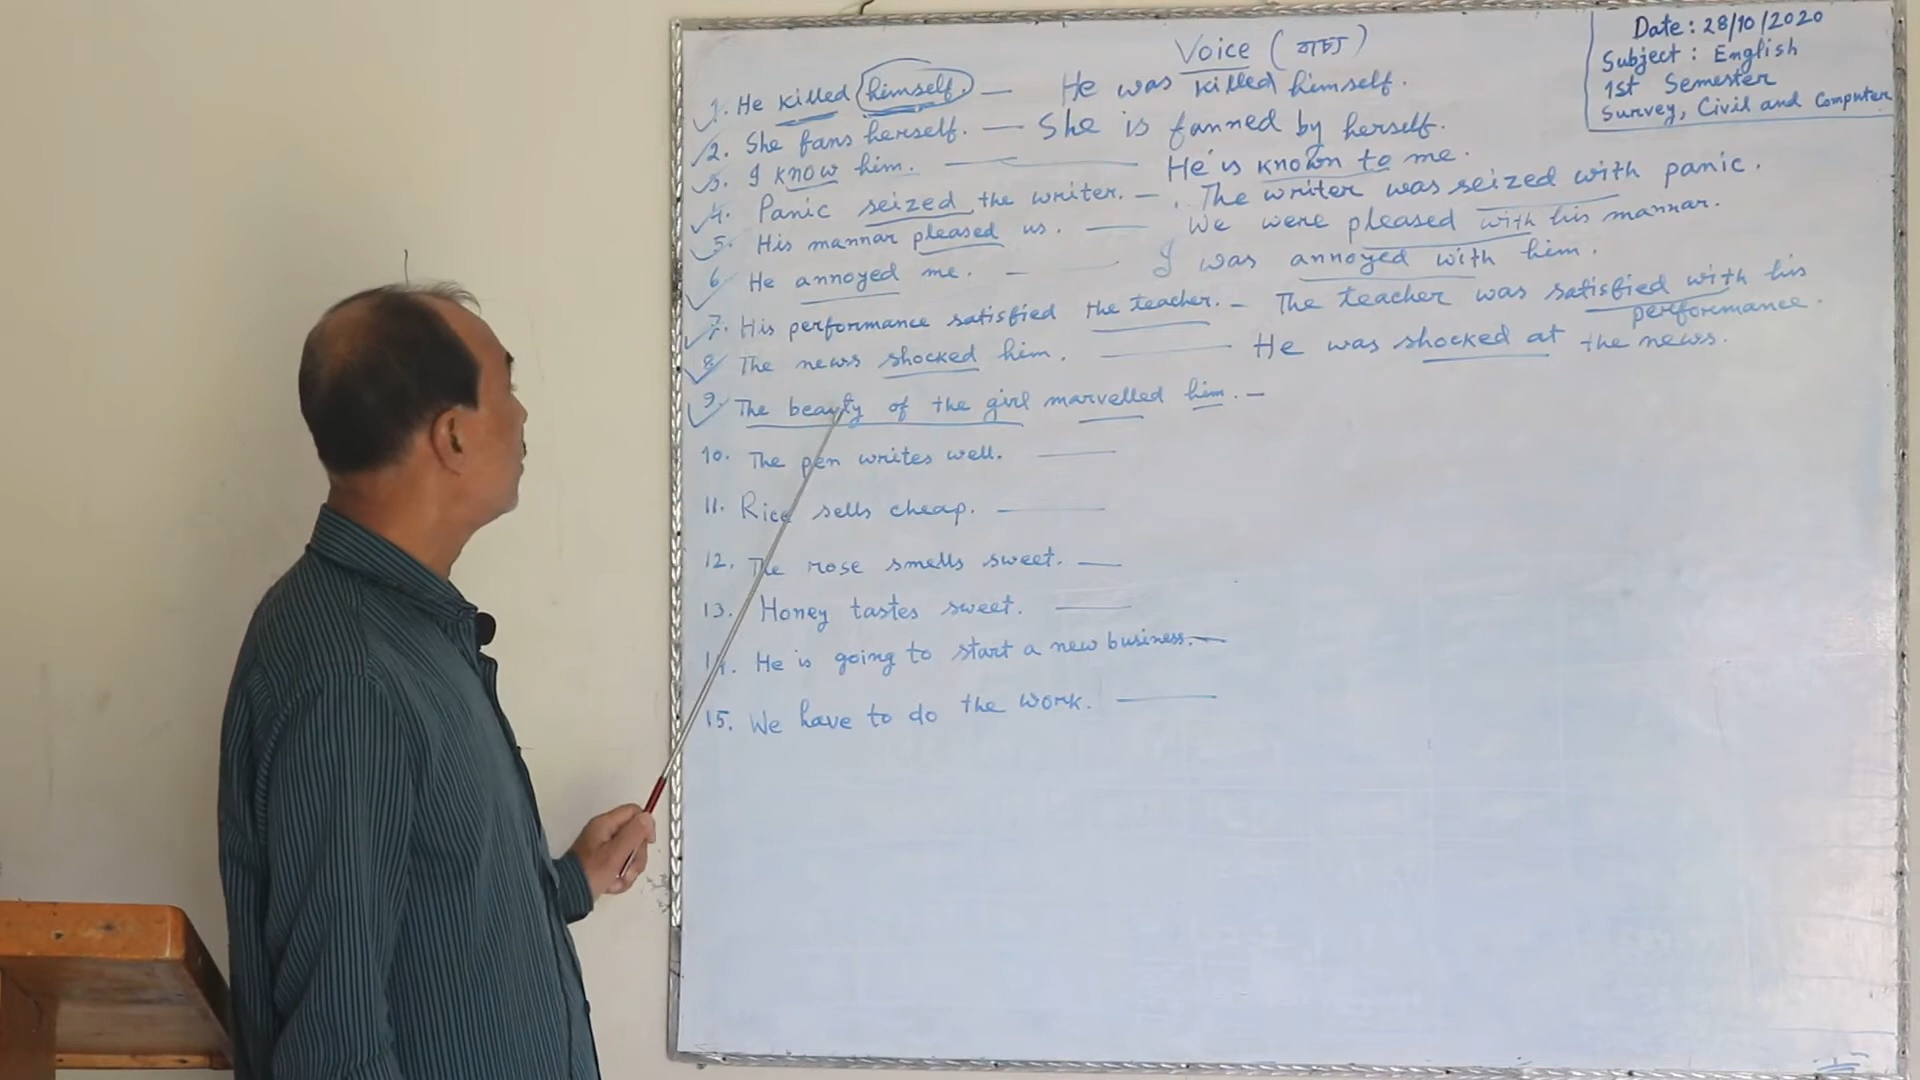 Voice (বাচ্য)
Date: 28/10/2020
Subject: English
1st Semester
Survey, Civil and Computer
1. He killed himself. — He was killed himself.
2. She fans herself. — She is fanned by herself.
3. I know him. — He is known to me.
4. Panic seized the writer. — The writer was seized with panic.
5. His mannar pleased us. — We were pleased with his mannar.
6 He annoyed me. — I was annoyed with him.
7. His performance satisfied the teacher. — The teacher was satisfied with his
performance.
8 The news shocked him. — He was shocked at the news.
9. The beauty of the girl marvelled him. —
10. The pen writes well. —
11. Rice sells cheap. —
12. The rose smells sweet. —
13. Honey tastes sweet. —
14. He is going to start a new business. —
15. We have to do the work. —